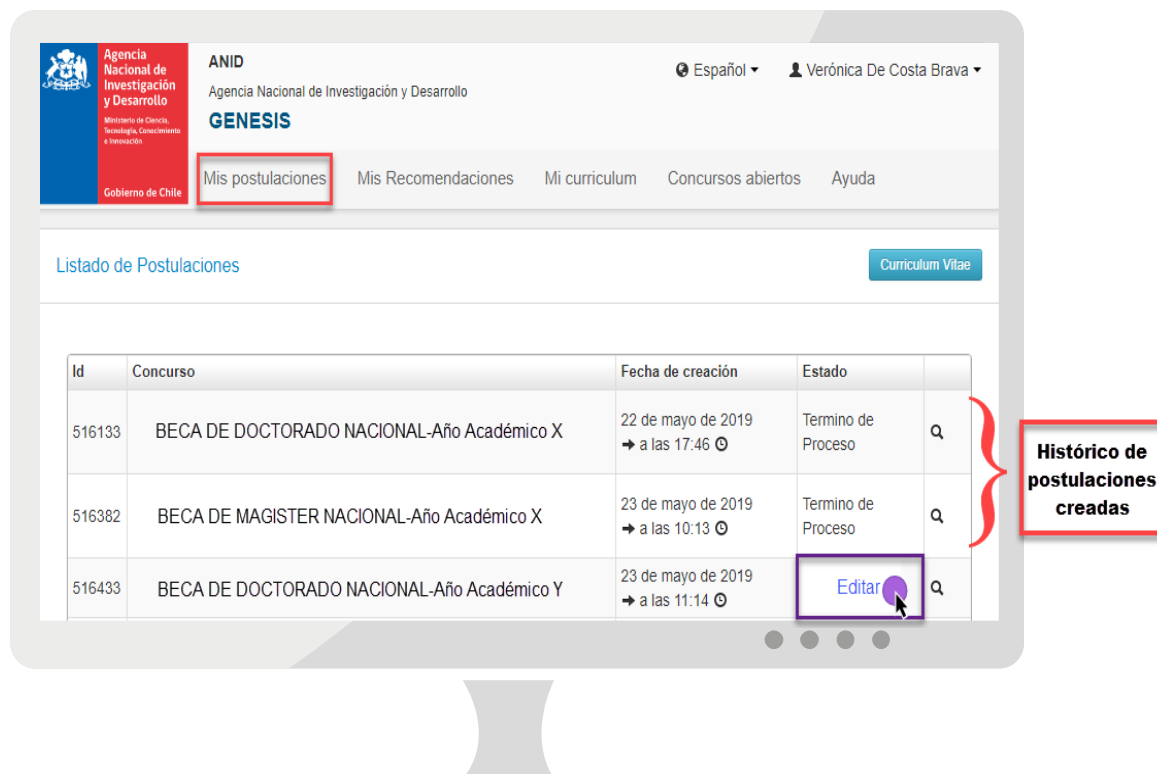 Agencia
Nacional de
Investigación
y Desarrollo
Ministerio de Ciencia,
Tecnología, Conocimiento
e Innovación
Gobierno de Chile
ANID
Agencia Nacional de Investigación y Desarrollo
GENESIS
Español
Verónica De Costa Brava
Mis postulaciones Mis Recomendaciones Mi curriculum Concursos abiertos Ayuda
Listado de Postulaciones
Curriculum Vitae
Id Concurso Fecha de creación Estado
516133 BECA DE DOCTORADO NACIONAL-Año Académico X 22 de mayo de 2019 Termino de
➔ a las 17:46 Proceso
516382 BECA DE MAGISTER NACIONAL-Año Académico X 23 de mayo de 2019 Termino de
➔ a las 10:13 Proceso
516433 BECA DE DOCTORADO NACIONAL-Año Académico Y 23 de mayo de 2019 Editar
➔ a las 11:14
Histórico de
postulaciones
creadas